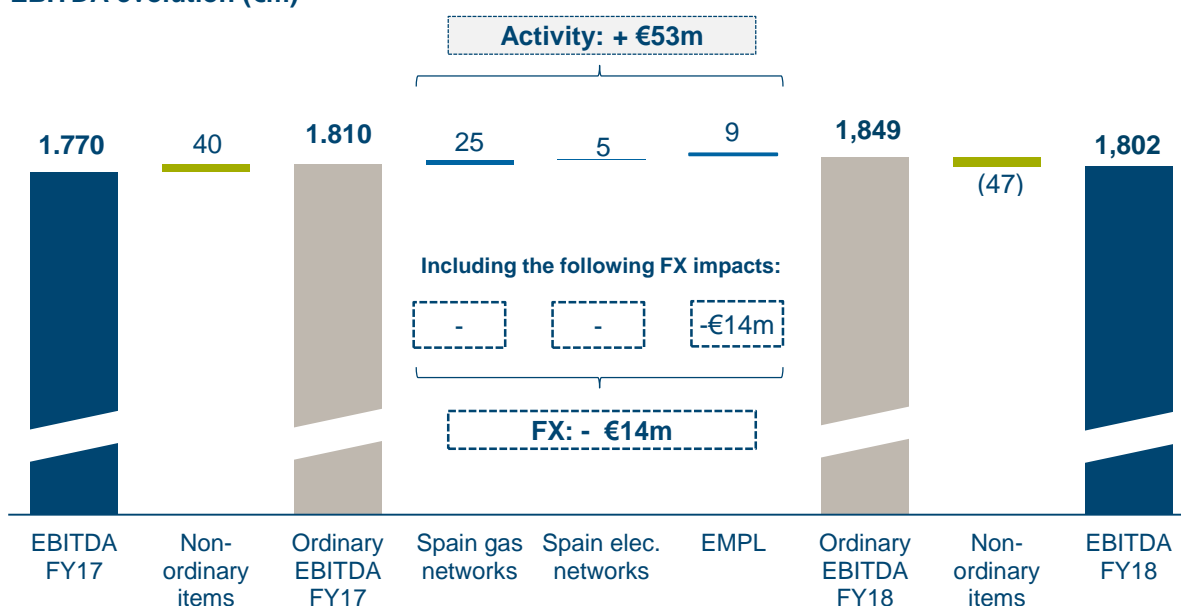 EBITDA evolution (€m)
Activity: + €53m
1.770
40
1.810
25
5
9
1,849
(47)
1,802
Including the following FX impacts:
-
-
-€14m
FX: - €14m
EBITDA
FY17
Non-
ordinary
items
Ordinary
EBITDA
FY17
Spain gas
networks
Spain elec.
networks
EMPL
Ordinary
EBITDA
FY18
Non-
ordinary
items
EBITDA
FY18